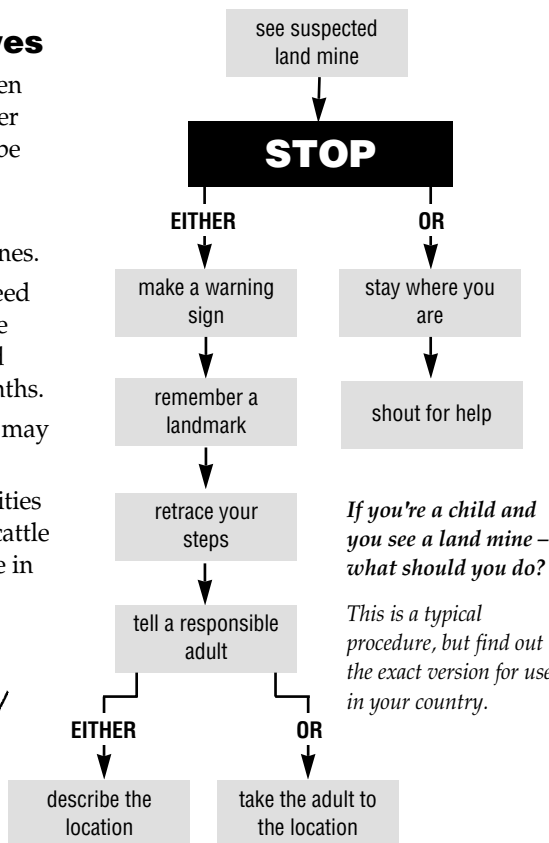 ves
en
er
be
nes.
eed
e
l
nths.
may
ities
cattle
e in
see suspected
land mine
STOP
EITHER
OR
make a warning
sign
stay where you
are
remember a
landmark
shout for help
retrace your
steps
If you're a child and
you see a land mine –
what should you do?
tell a responsible
adult
This is a typical
procedure, but find out
the exact version for use
in your country.
EITHER
OR
describe the
location
take the adult to
the location